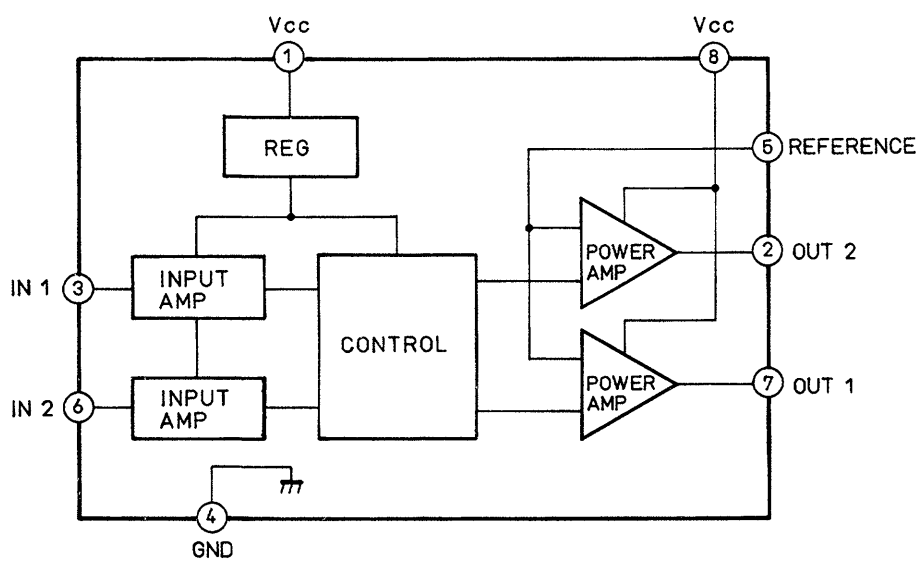 Vcc
Vcc
1
8
REG
5 REFERENCE
POWER
AMP
2 OUT 2
IN 1 3
INPUT
AMP
CONTROL
POWER
AMP
7 OUT 1
IN 2 6
INPUT
AMP
4
GND